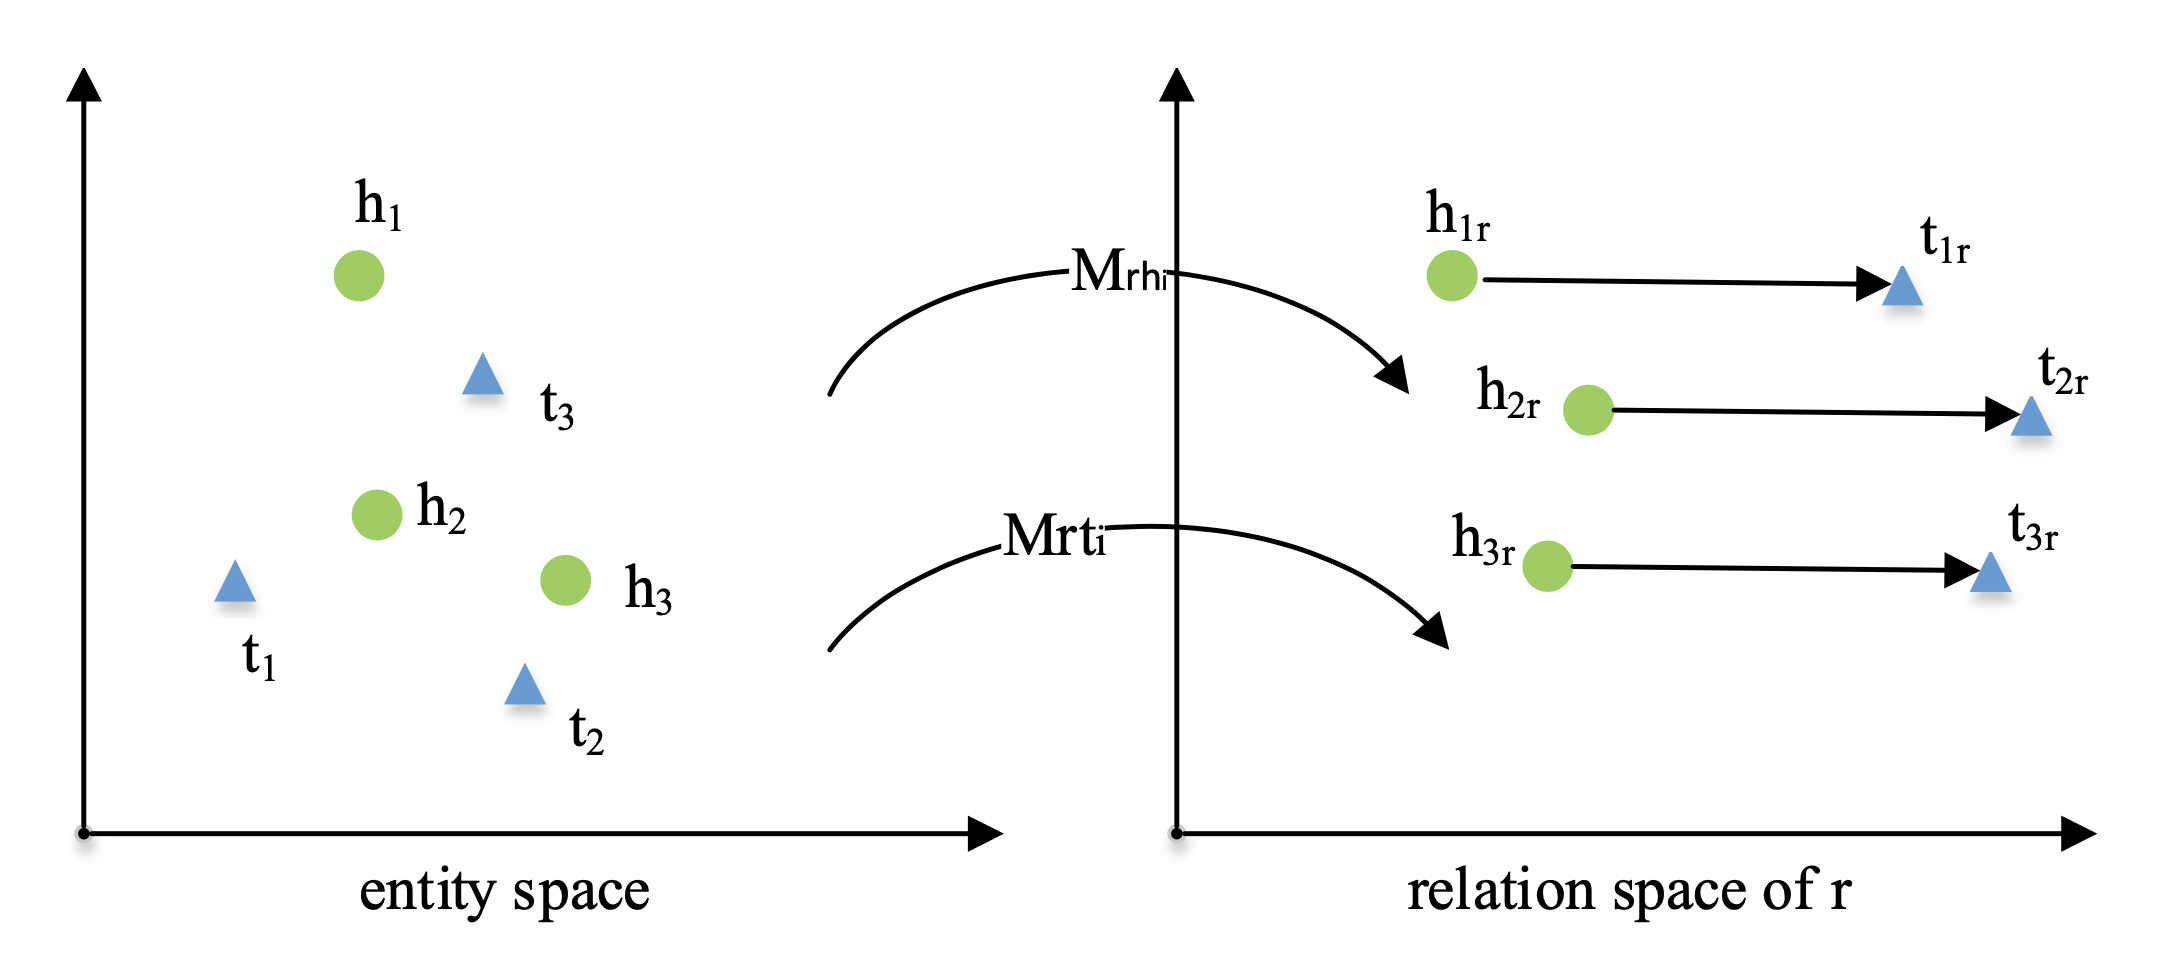 h₁
t₃
h₂
h₃
t₁
t₂
entity space
Mrhi
Mrti
h₁ᵣ
t₁ᵣ
h₂ᵣ
t₂ᵣ
h₃ᵣ
t₃ᵣ
relation space of r